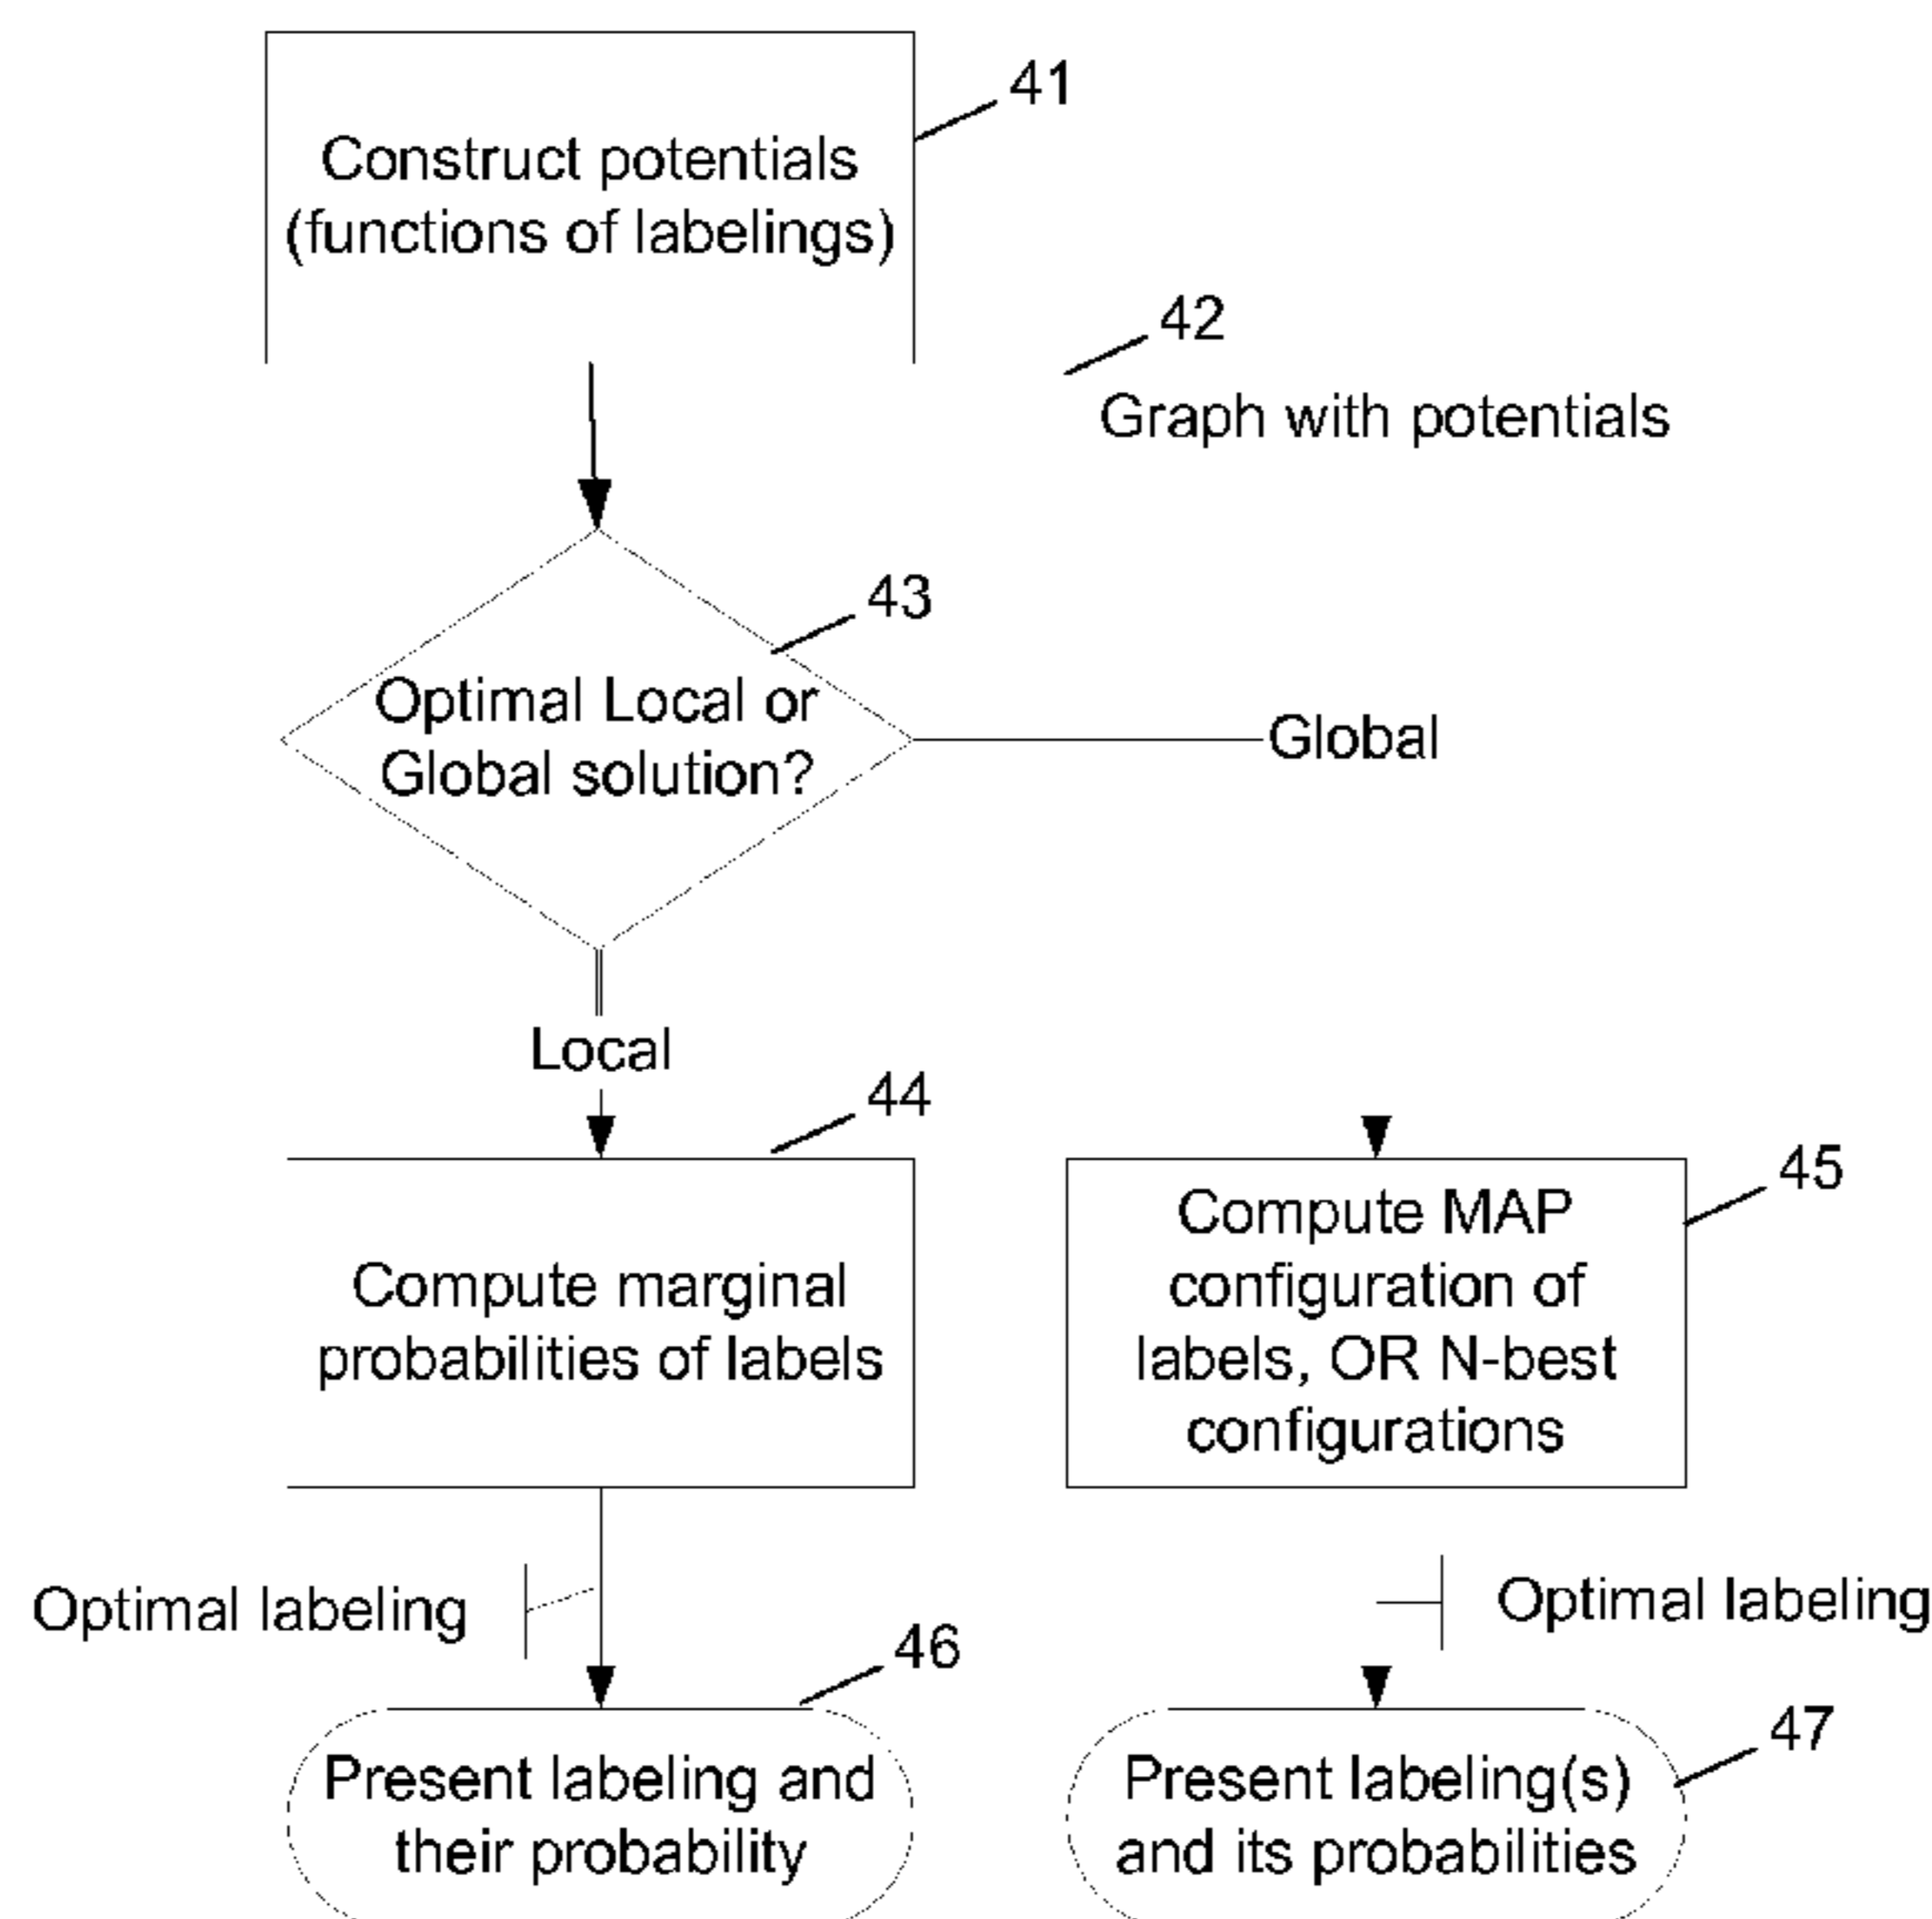 41
Construct potentials
(functions of labelings)
42
Graph with potentials
43
Optimal Local or
Global solution?
Global
Local
44
Compute marginal
probabilities of labels
45
Compute MAP
configuration of
labels, OR N-best
configurations
Optimal labeling
Optimal labeling
46
Present labeling and
their probability
47
Present labeling(s)
and its probabilities